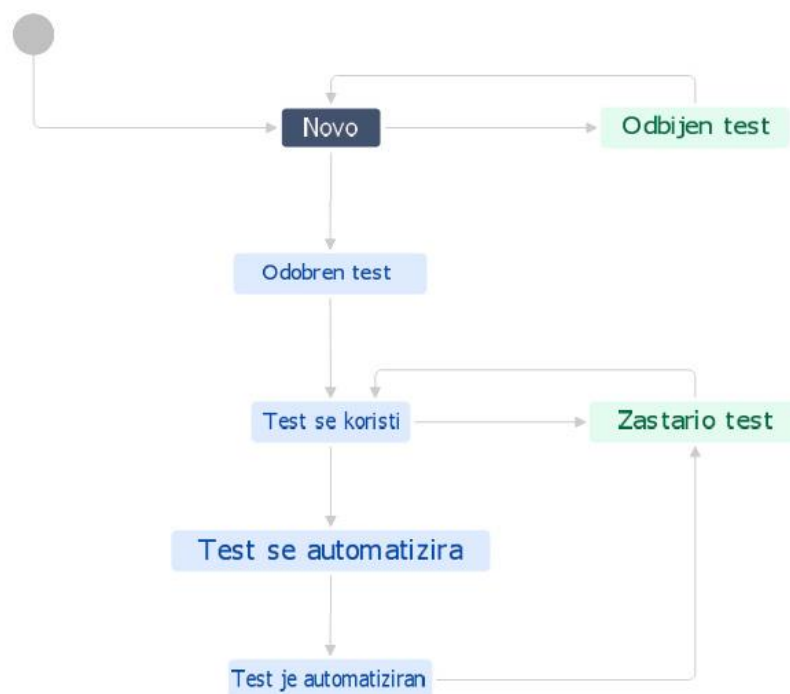 Novo
Odbijen test
Odobren test
Test se koristi
Zastario test
Test se automatizira
Test je automatiziran